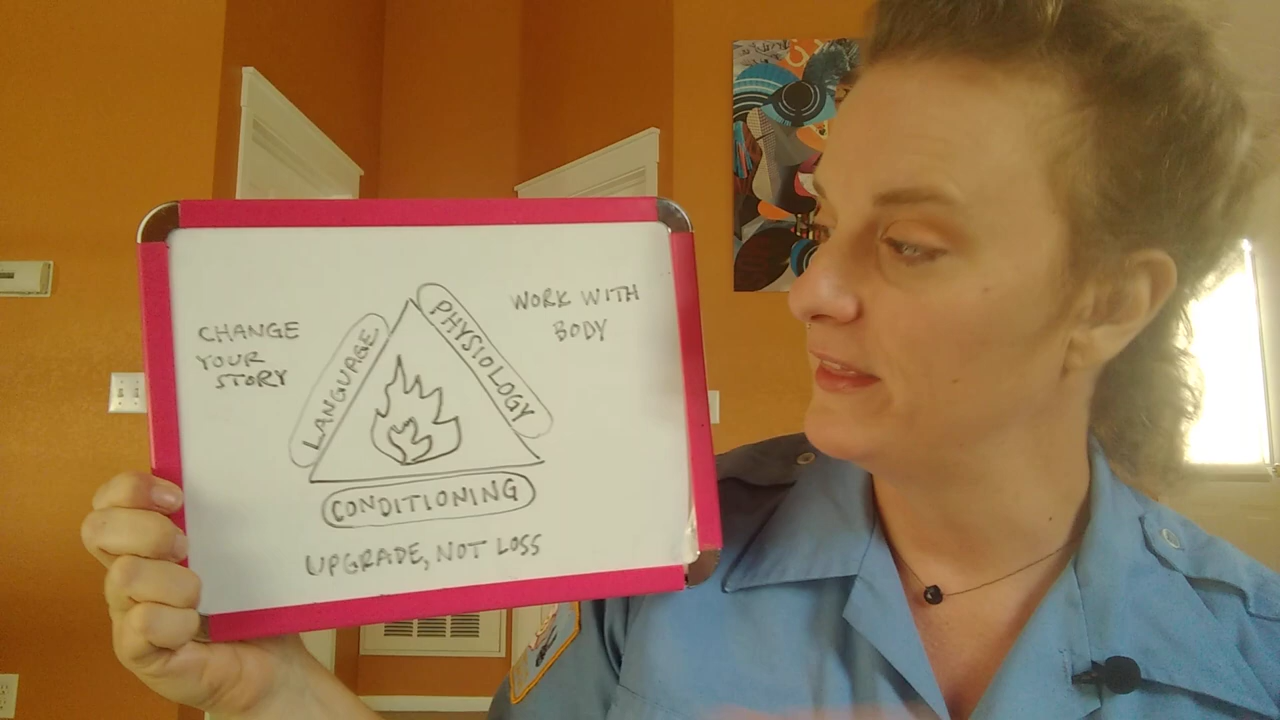 CHANGE
YOUR
STORY
LANGUAGE
PHYSIOLOGY
WORK WITH
BODY
CONDITIONING
UPGRADE, NOT LOSS